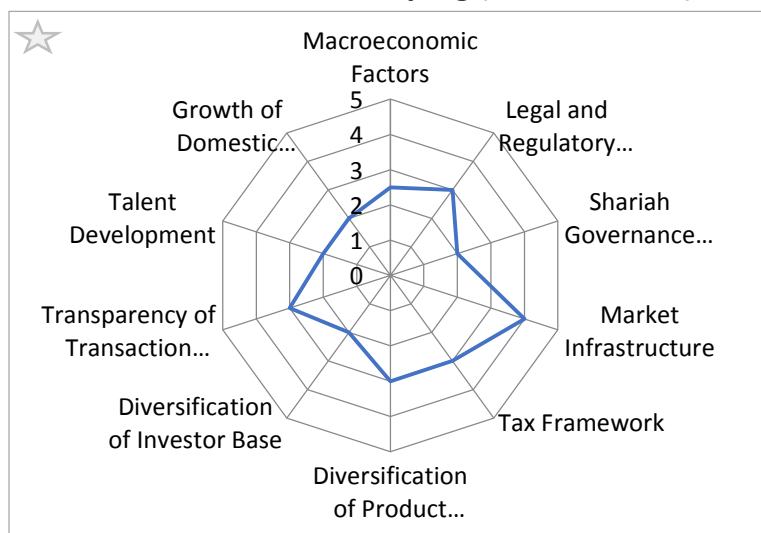 Macroeconomic
Factors
Legal and
Regulatory...
Shariah
Governance...
Market
Infrastructure
Tax Framework
Diversification
of Product...
Diversification
of Investor Base
Transparency of
Transaction...
Talent
Development
Growth of
Domestic...
5
4
3
2
1
0